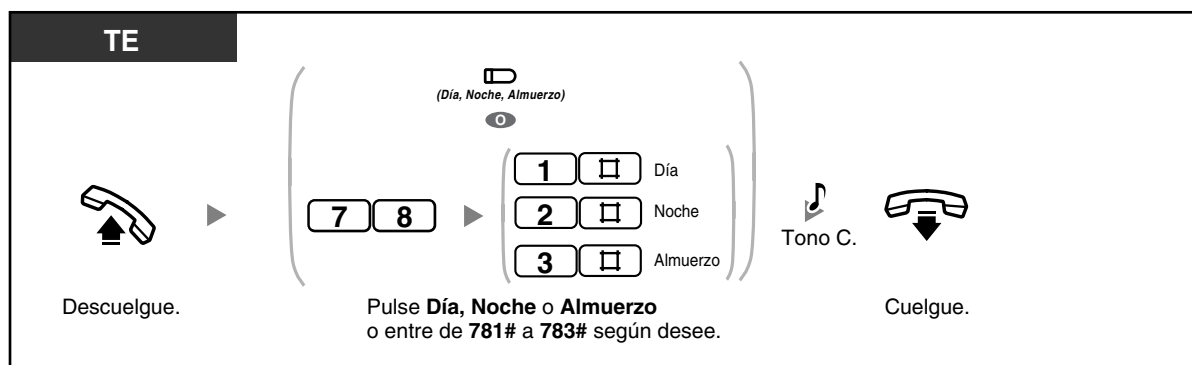 TE
(Día, Noche, Almuerzo)
O
7 8
1 # Día
2 # Noche
3 # Almuerzo
Tono C.
Descuelgue.
Pulse Día, Noche o Almuerzo
o entre de 781# a 783# según desee.
Cuelgue.